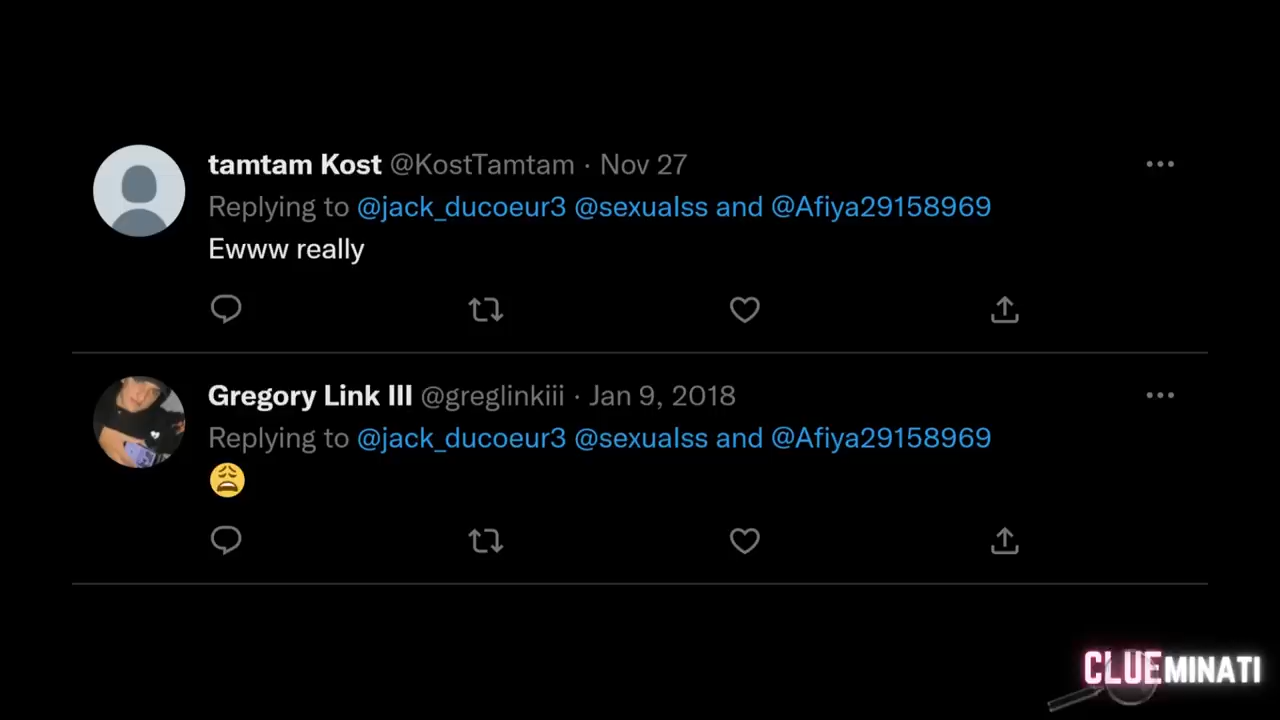 tamtam Kost @KostTamtam · Nov 27
Replying to @jack_ducoeur3 @sexualss and @Afiya29158969
Ewww really
Gregory Link III @greglinkiii · Jan 9, 2018
Replying to @jack_ducoeur3 @sexualss and @Afiya29158969
😩
CLUEMINATI